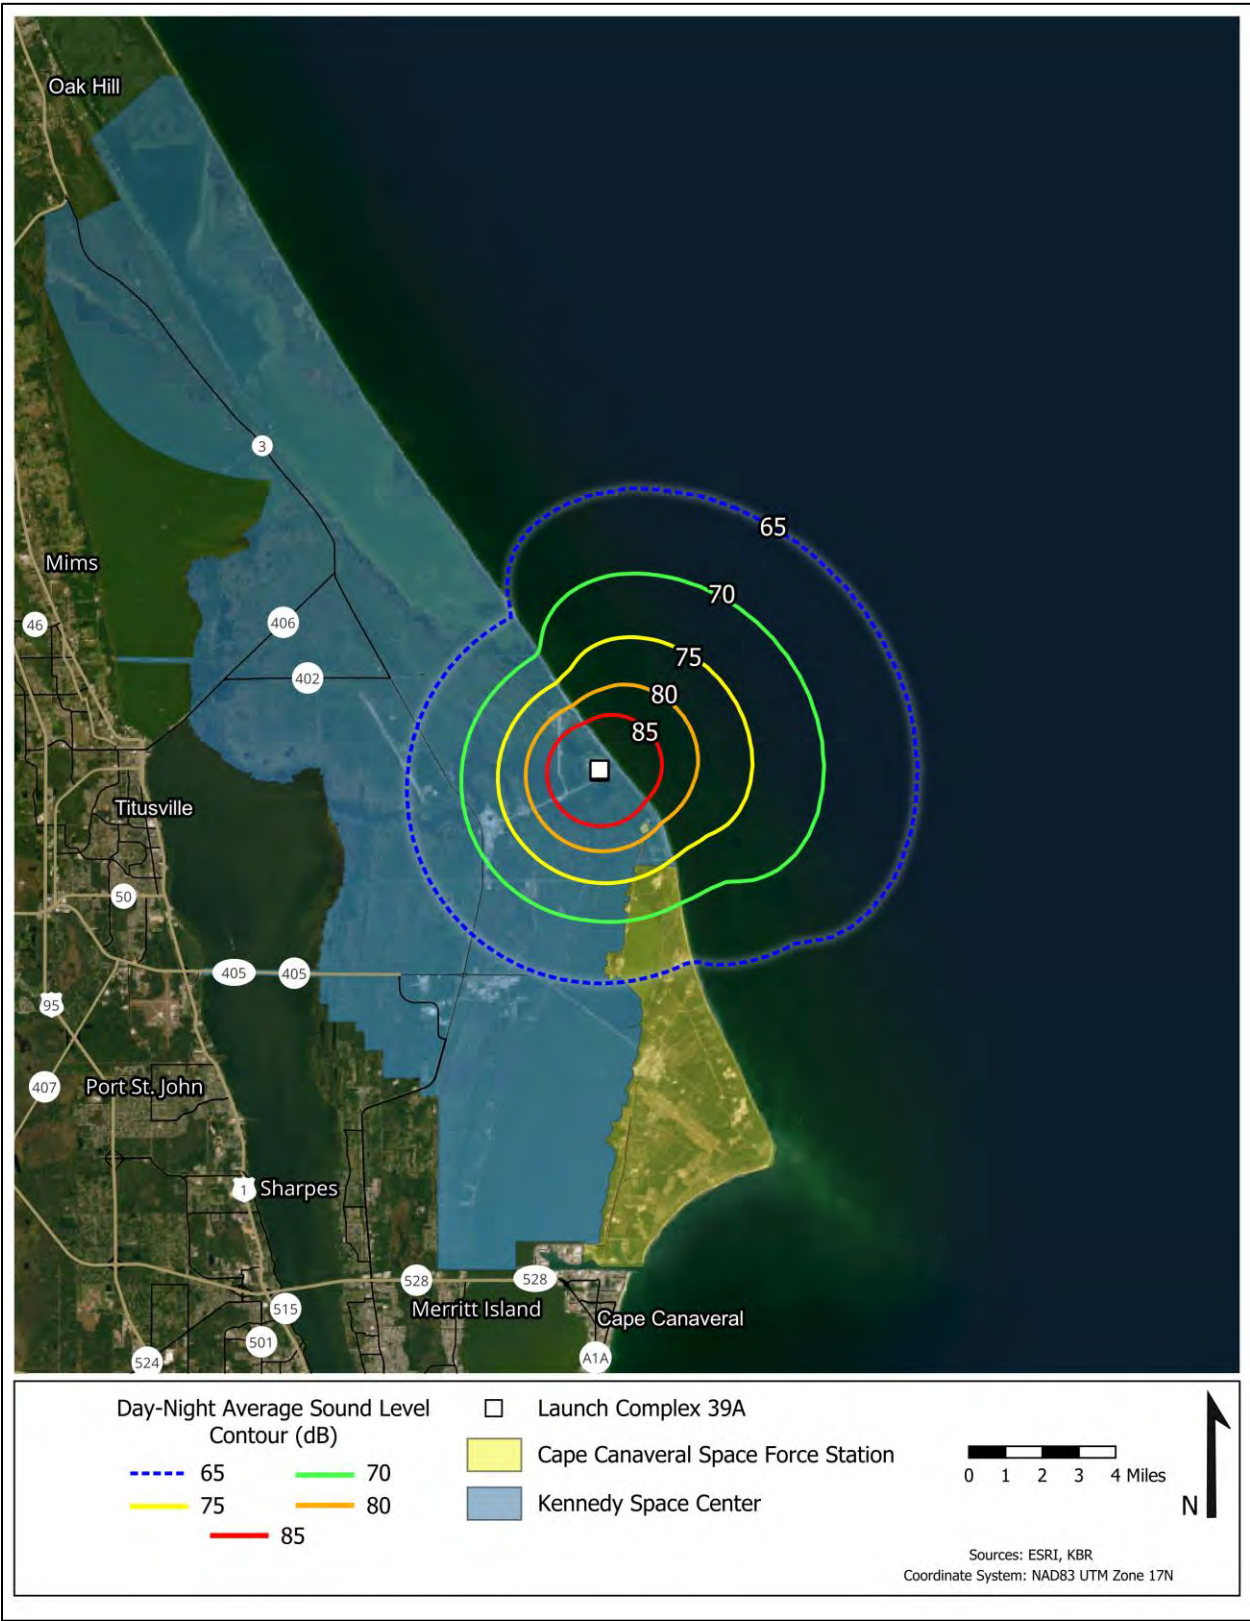 Oak Hill
3
65
Mims
70
46
406
75
402
80
85
Titusville
50
405
405
95
407
Port St. John
1
Sharpes
528
528
Merritt Island
515
Cape Canaveral
501
524
A1A
Day-Night Average Sound Level
Contour (dB)
65
70
75
80
85
Launch Complex 39A
Cape Canaveral Space Force Station
Kennedy Space Center
0 1 2 3 4 Miles
N
Sources: ESRI, KBR
Coordinate System: NAD83 UTM Zone 17N